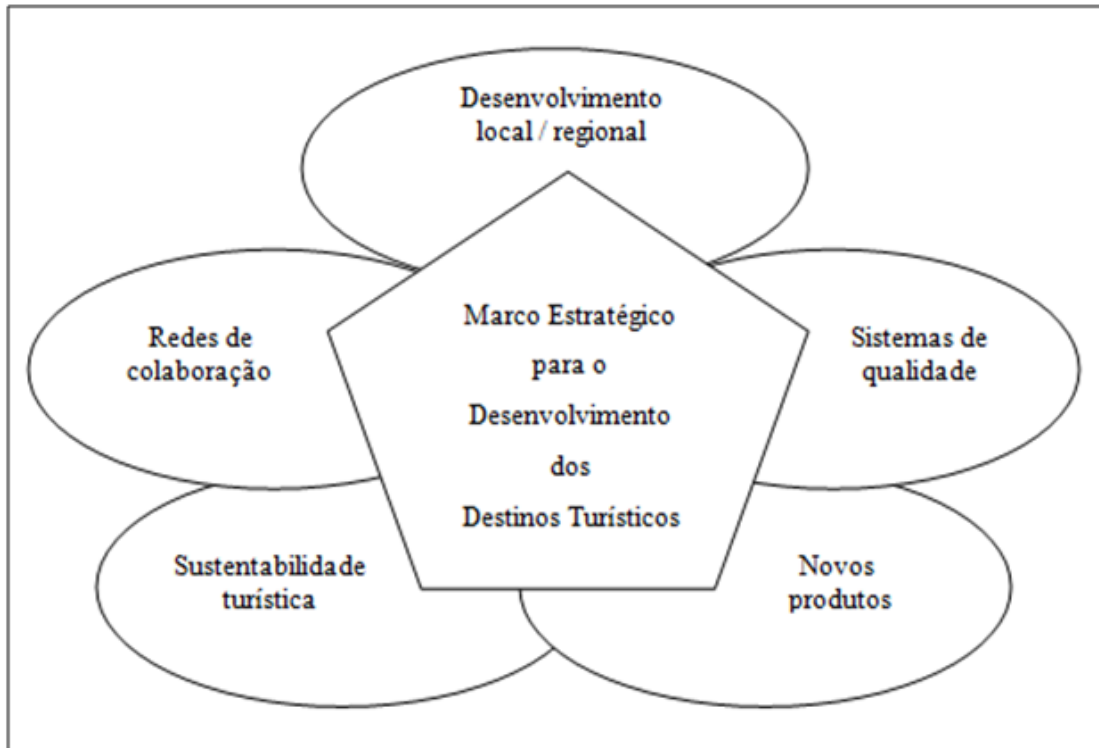 Desenvolvimento
local / regional
Redes de
colaboração
Marco Estratégico
para o
Desenvolvimento
dos
Destinos Turísticos
Sistemas de
qualidade
Sustentabilidade
turística
Novos
produtos